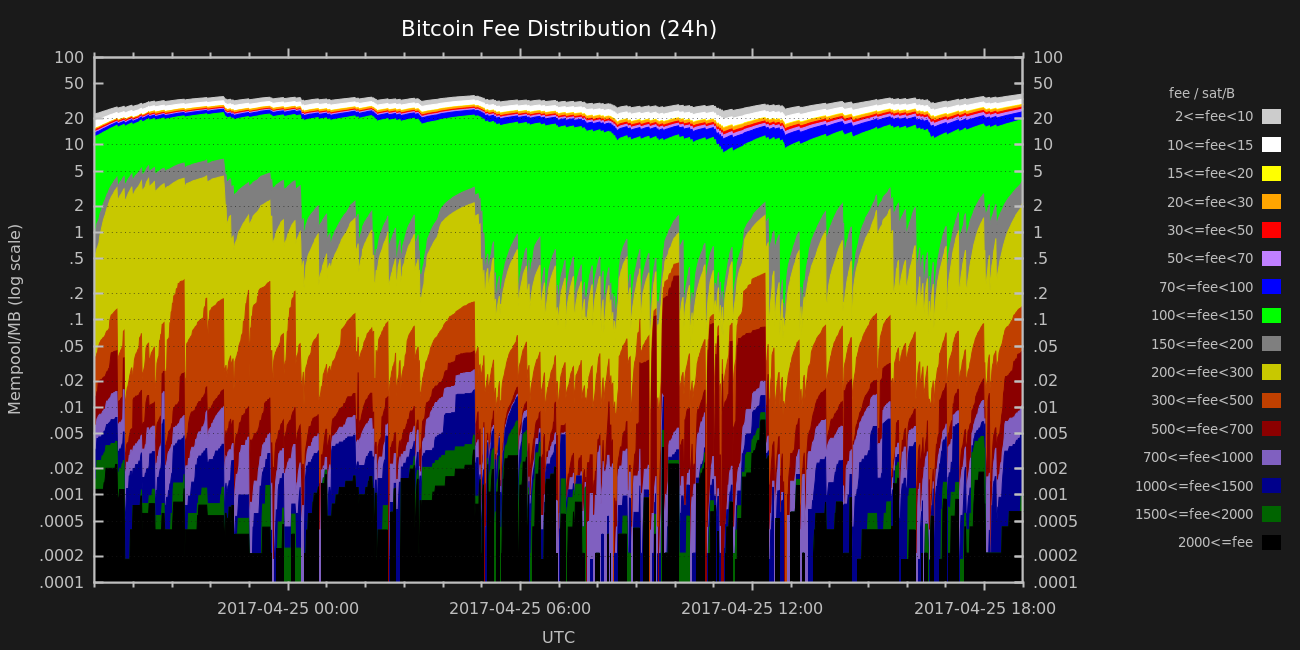 Bitcoin Fee Distribution (24h)
100 100
50 50
20 20
10 10
5 5
2 2
1 1
.5 .5
.2 .2
.1 .1
.05 .05
.02 .02
.01 .01
.005 .005
.002 .002
.001 .001
.0005 .0005
.0002 .0002
.0001 .0001
Mempool/MB (log scale)
2017-04-25 00:00 2017-04-25 06:00 2017-04-25 12:00 2017-04-25 18:00
UTC
fee / sat/B
2<=fee<10
10<=fee<15
15<=fee<20
20<=fee<30
30<=fee<50
50<=fee<70
70<=fee<100
100<=fee<150
150<=fee<200
200<=fee<300
300<=fee<500
500<=fee<700
700<=fee<1000
1000<=fee<1500
1500<=fee<2000
2000<=fee